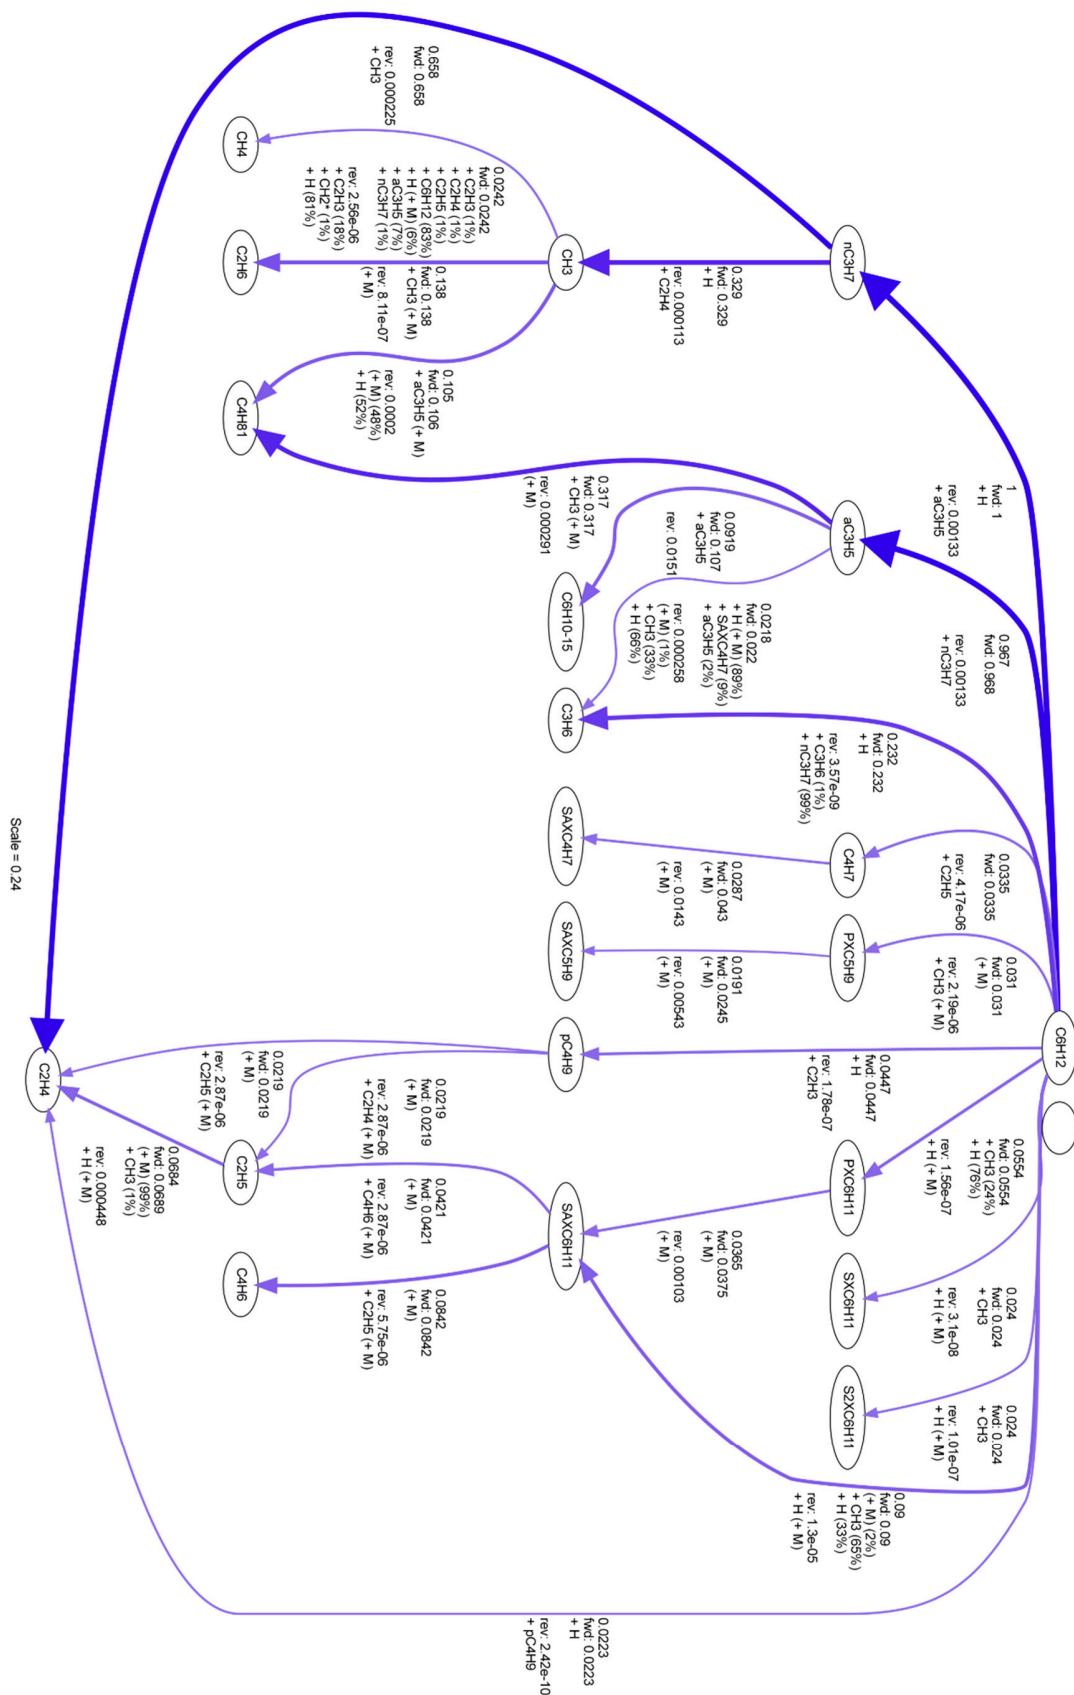 C6H12
1
fwd: 1
+ H
rev: 0.00133
+ aC3H5
0.967
fwd: 0.968
rev: 0.00133
+ nC3H7
0.232
fwd: 0.232
+ H
rev: 3.57e-09
+ C3H6 (1%)
+ nC3H7 (99%)
0.0335
fwd: 0.0335
rev: 4.17e-06
+ C2H5
0.031
fwd: 0.031
(+ M)
rev: 2.19e-06
+ CH3 (+ M)
0.0447
fwd: 0.0447
+ H
rev: 1.78e-07
+ C2H3
0.0554
fwd: 0.0554
+ CH3 (24%)
+ H (76%)
rev: 1.56e-07
+ H (+ M)
0.024
fwd: 0.024
+ CH3
rev: 3.1e-08
+ H (+ M)
0.024
fwd: 0.024
+ CH3
rev: 1.01e-07
+ H (+ M)
0.09
fwd: 0.09
(+ M) (2%)
+ CH3 (65%)
+ H (33%)
rev: 1.3e-05
+ H (+ M)
0.0223
fwd: 0.0223
+ H
rev: 2.42e-10
+ pC4H9
nC3H7
aC3H5
C4H7
PXC5H9
PXC6H11
SXC6H11
S2XC6H11
0.658
fwd: 0.658
rev: 0.000225
+ CH3
0.329
fwd: 0.329
+ H
rev: 0.000113
+ C2H4
0.317
fwd: 0.317
+ CH3 (+ M)
rev: 0.000291
(+ M)
0.0919
fwd: 0.107
+ aC3H5
rev: 0.0151
0.0218
fwd: 0.022
+ H (+ M) (89%)
+ SAXC4H7 (9%)
+ aC3H5 (2%)
rev: 0.000258
(+ M) (1%)
+ CH3 (33%)
+ H (66%)
0.0287
fwd: 0.043
(+ M)
rev: 0.0143
(+ M)
0.0191
fwd: 0.0245
(+ M)
rev: 0.00543
(+ M)
0.0365
fwd: 0.0375
(+ M)
rev: 0.00103
(+ M)
CH3
C6H10-15
C3H6
SAXC4H7
SAXC5H9
pC4H9
SAXC6H11
0.0242
fwd: 0.0242
+ C2H3 (1%)
+ C2H4 (1%)
+ C2H5 (1%)
+ C6H12 (83%)
+ H (+ M) (6%)
+ aC3H5 (7%)
+ nC3H7 (1%)
rev: 2.56e-06
+ C2H3 (18%)
+ CH2* (1%)
+ H (81%)
0.138
fwd: 0.138
+ CH3 (+ M)
rev: 8.11e-07
(+ M)
0.105
fwd: 0.106
+ aC3H5 (+ M)
rev: 0.0002
(+ M) (48%)
+ H (52%)
0.0219
fwd: 0.0219
(+ M)
rev: 2.87e-06
+ C2H5 (+ M)
0.0219
fwd: 0.0219
(+ M)
rev: 2.87e-06
+ C2H4 (+ M)
0.0421
fwd: 0.0421
(+ M)
rev: 2.87e-06
+ C4H6 (+ M)
0.0842
fwd: 0.0842
(+ M)
rev: 5.75e-06
+ C2H5 (+ M)
CH4
C2H6
C4H81
C2H5
C4H6
0.0684
fwd: 0.0689
(+ M) (99%)
+ CH3 (1%)
rev: 0.000448
+ H (+ M)
C2H4
Scale = 0.24